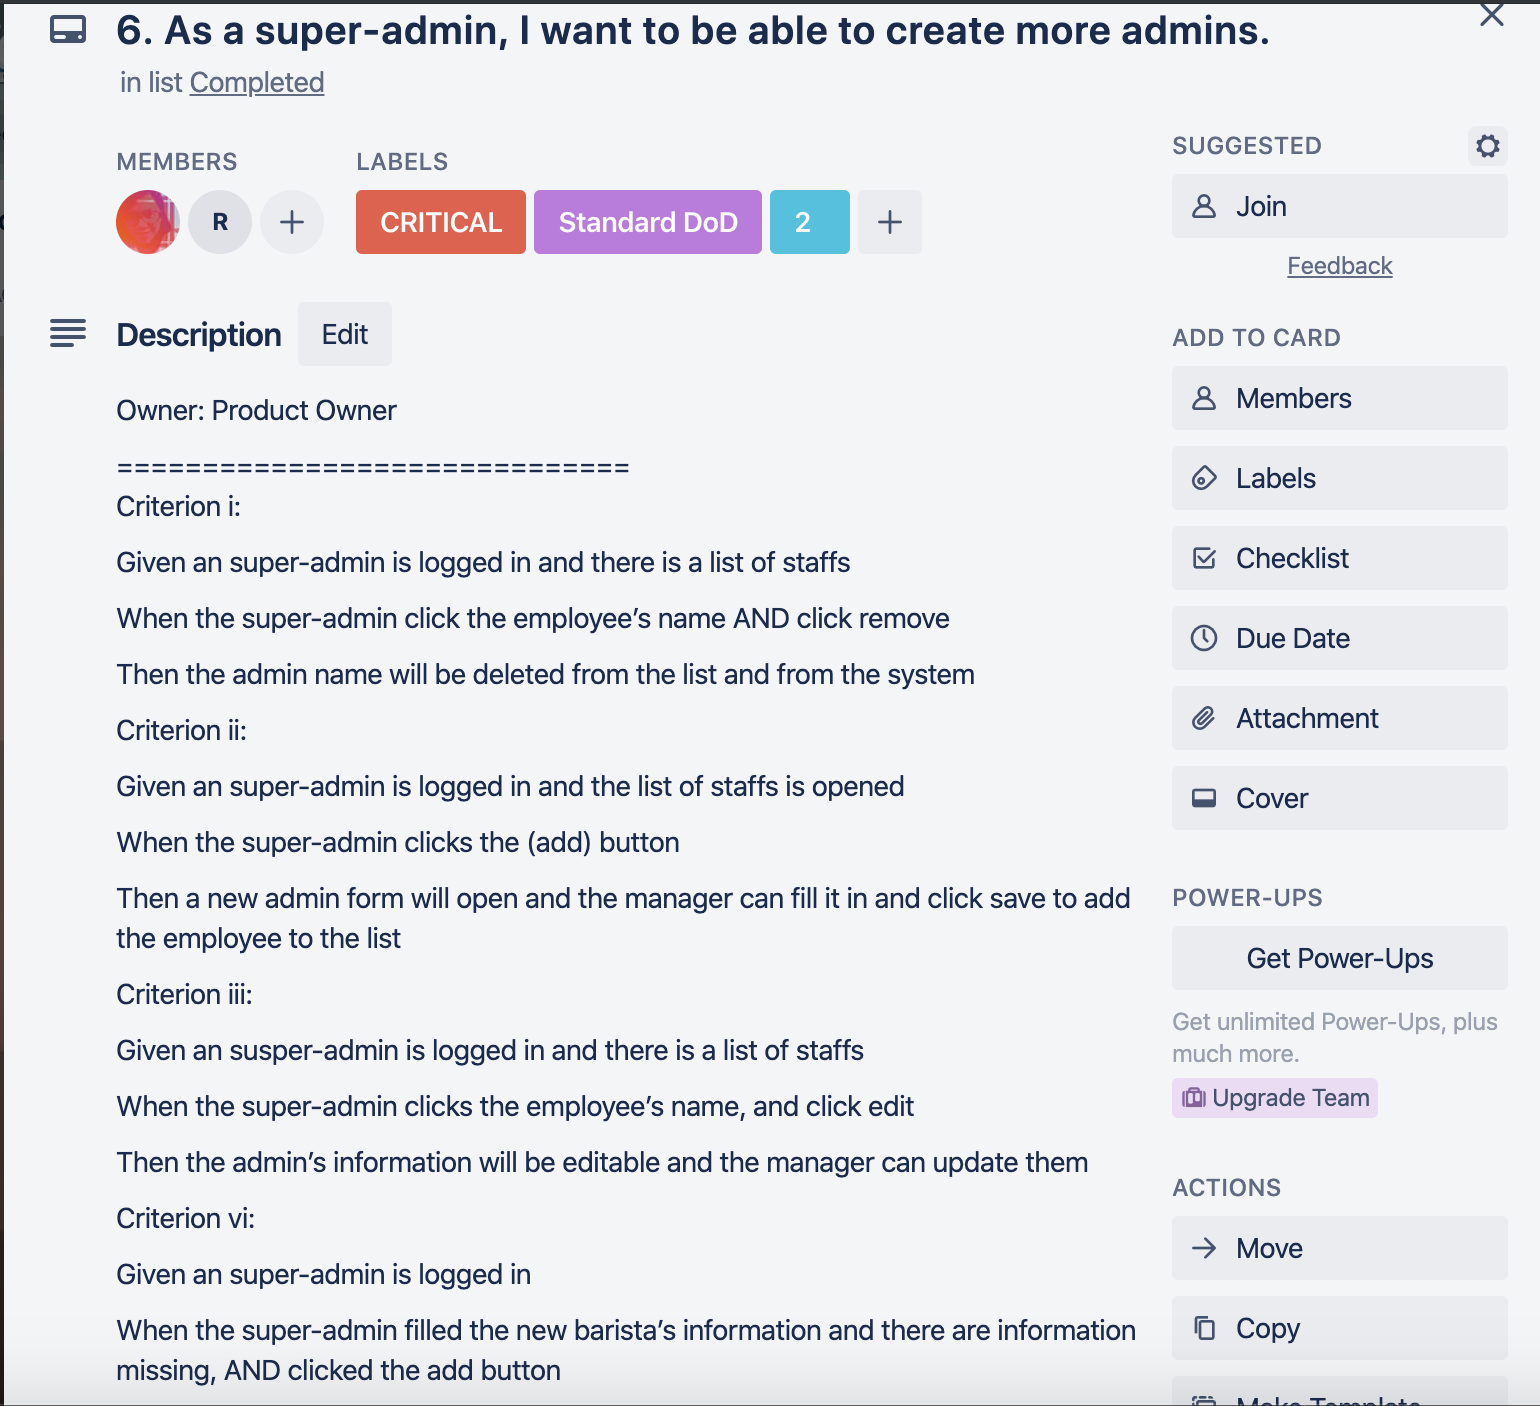 6. As a super-admin, I want to be able to create more admins.
in list Completed
MEMBERS
LABELS
R
CRITICAL
Standard DoD
2
Description
Edit
Owner: Product Owner
==============================
Criterion i:
Given an super-admin is logged in and there is a list of staffs
When the super-admin click the employee’s name AND click remove
Then the admin name will be deleted from the list and from the system
Criterion ii:
Given an super-admin is logged in and the list of staffs is opened
When the super-admin clicks the (add) button
Then a new admin form will open and the manager can fill it in and click save to add
the employee to the list
Criterion iii:
Given an susper-admin is logged in and there is a list of staffs
When the super-admin clicks the employee’s name, and click edit
Then the admin’s information will be editable and the manager can update them
Criterion vi:
Given an super-admin is logged in
When the super-admin filled the new barista’s information and there are information
missing, AND clicked the add button
SUGGESTED
Join
Feedback
ADD TO CARD
Members
Labels
Checklist
Due Date
Attachment
Cover
POWER-UPS
Get Power-Ups
Get unlimited Power-Ups, plus
much more.
Upgrade Team
ACTIONS
Move
Copy
Make Template